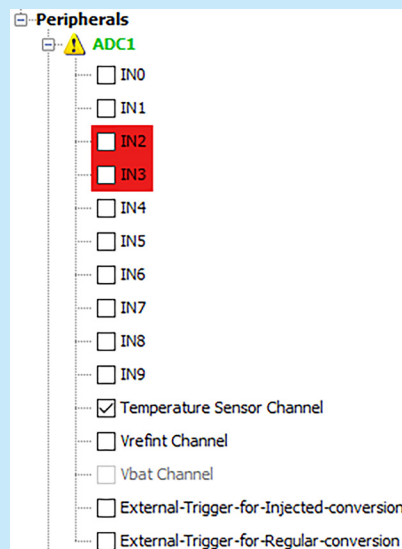 Peripherals
ADC1
IN0
IN1
IN2
IN3
IN4
IN5
IN6
IN7
IN8
IN9
Temperature Sensor Channel
Vrefint Channel
Vbat Channel
External-Trigger-for-Injected-conversion
External-Trigger-for-Regular-conversion